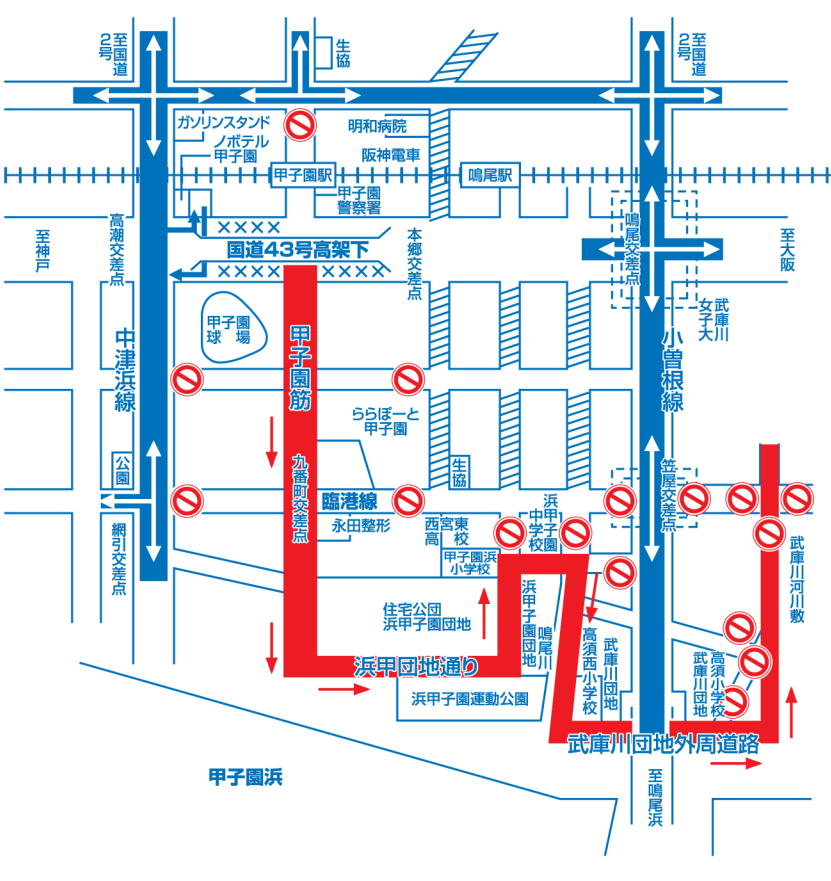 至国道
2号
生
協
至国道
2号
ガソリンスタンド
ノボテル
甲子園
明和病院
阪神電車
甲子園駅
鳴尾駅
甲子園
警察署
高潮交差点
至神戸
国道43号高架下
本郷交差点
鳴尾交差点
至大阪
武庫川
女子大
甲子園
球場
中津浜線
甲子園筋
小曽根線
ららぽーと
甲子園
公園
九番町交差点
臨港線
生協
笠屋交差点
永田整形
西宮東
高校
浜甲子園
中学校
網引交差点
甲子園浜
小学校
武庫川河川敷
住宅公団
浜甲子園団地
浜甲子園団地
鳴尾川
高須西小学校
武庫川団地
高須小学校
武庫川団地
浜甲団地通り
浜甲子園運動公園
武庫川団地外周道路
甲子園浜
至鳴尾浜